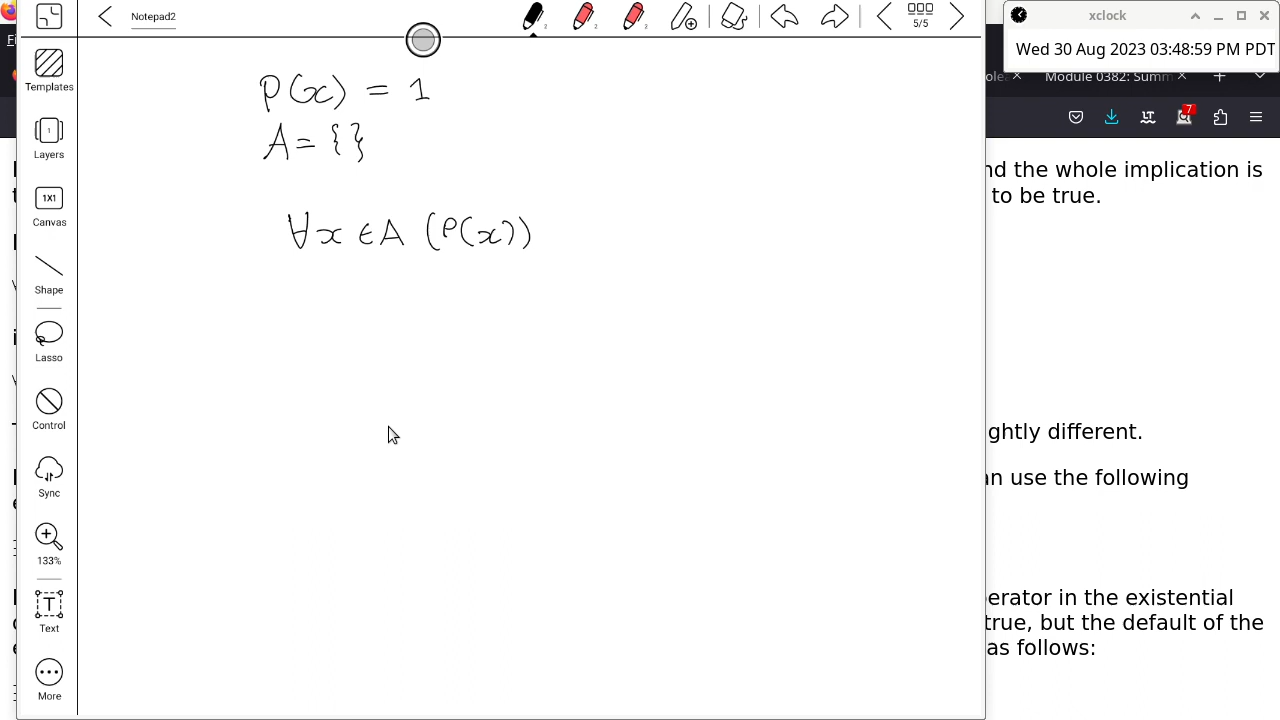 Notepad2
5/5
xclock
Wed 30 Aug 2023 03:48:59 PM PDT
Module 0382: Summ
Templates
Layers
1X1
Canvas
Shape
Lasso
Control
Sync
133%
Text
More
P(x) = 1
A = { }
∀x ∈ A (P(x))
nd the whole implication is
to be true.
ghtly different.
an use the following
erator in the existential
true, but the default of the
as follows: